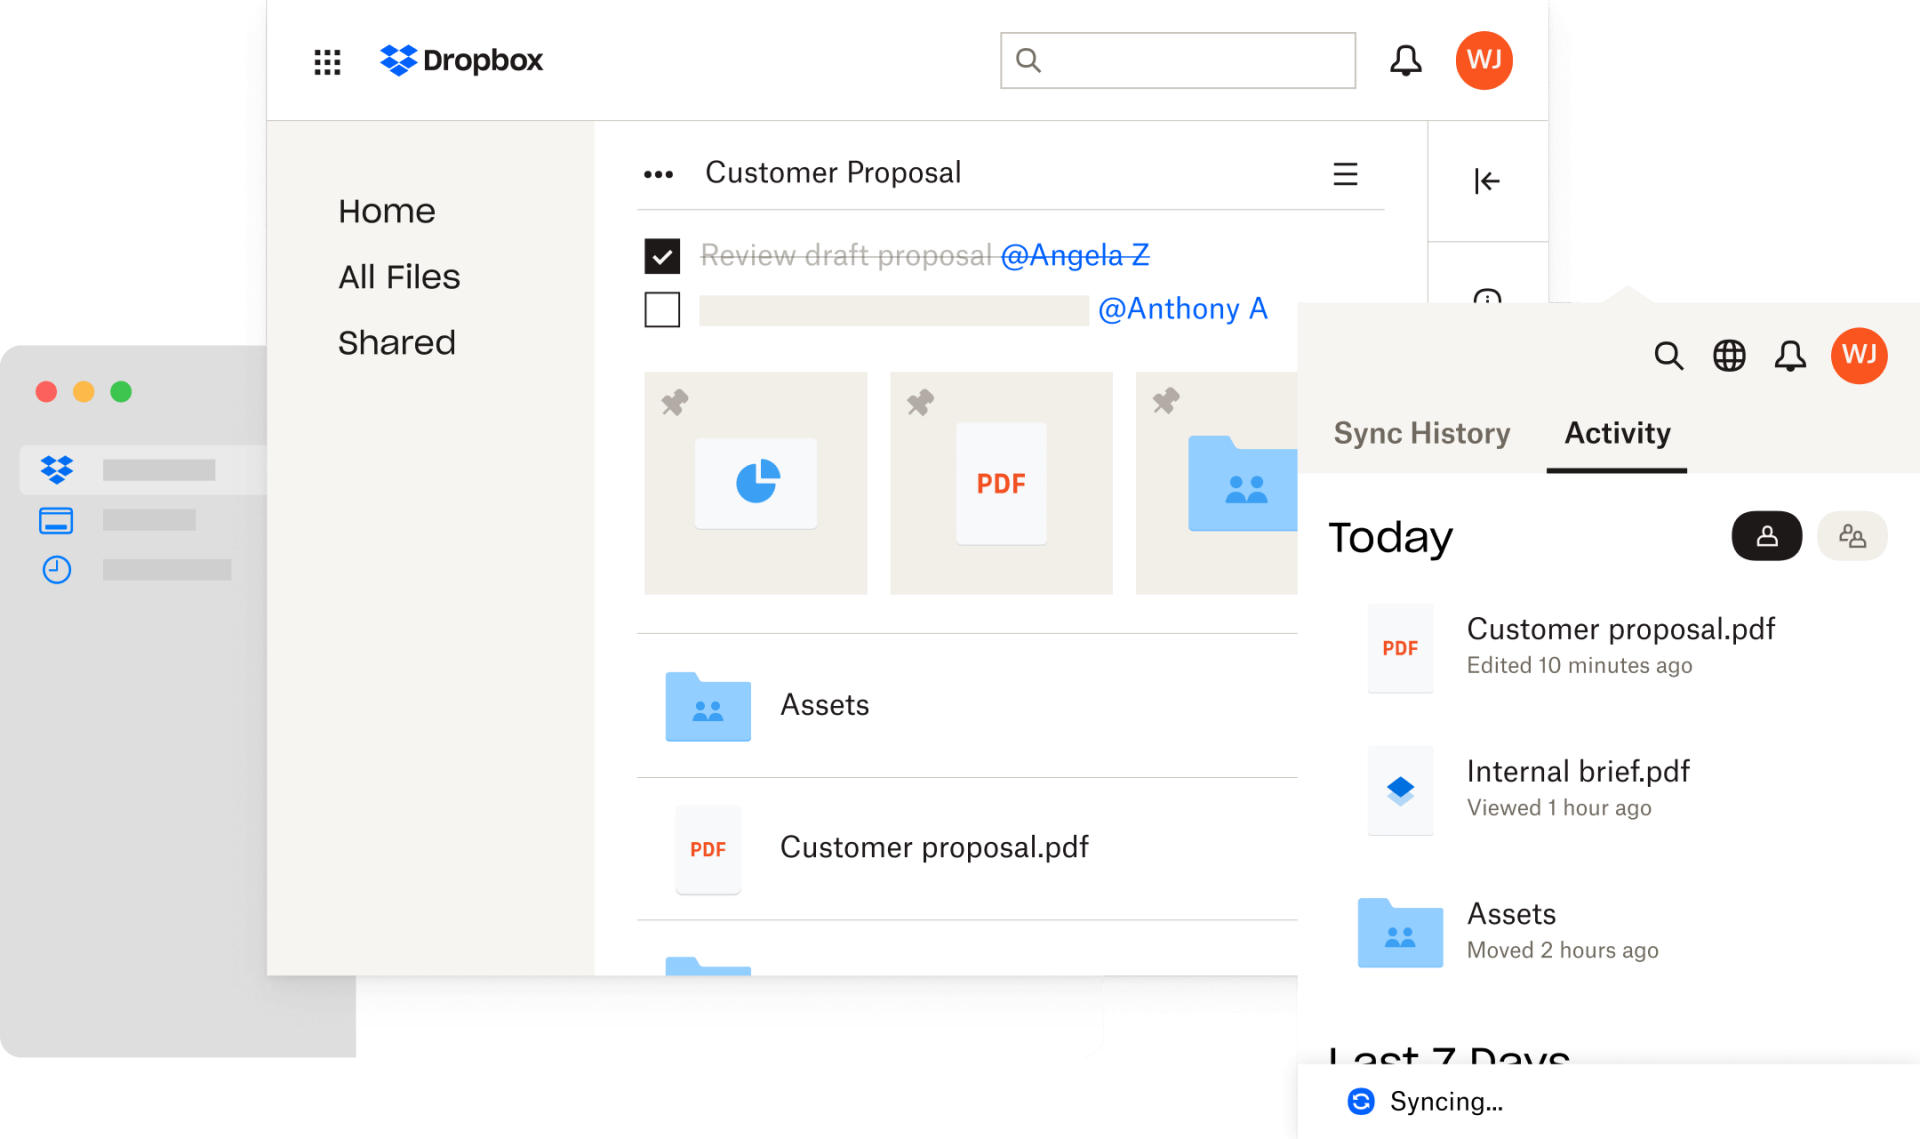 Dropbox
WJ
Home
All Files
Shared
Customer Proposal
Review draft proposal @Angela Z
@Anthony A
PDF
Assets
PDF
Customer proposal.pdf
WJ
Sync History
Activity
Today
PDF
Customer proposal.pdf
Edited 10 minutes ago
Internal brief.pdf
Viewed 1 hour ago
Assets
Moved 2 hours ago
Last 7 Days
Syncing...